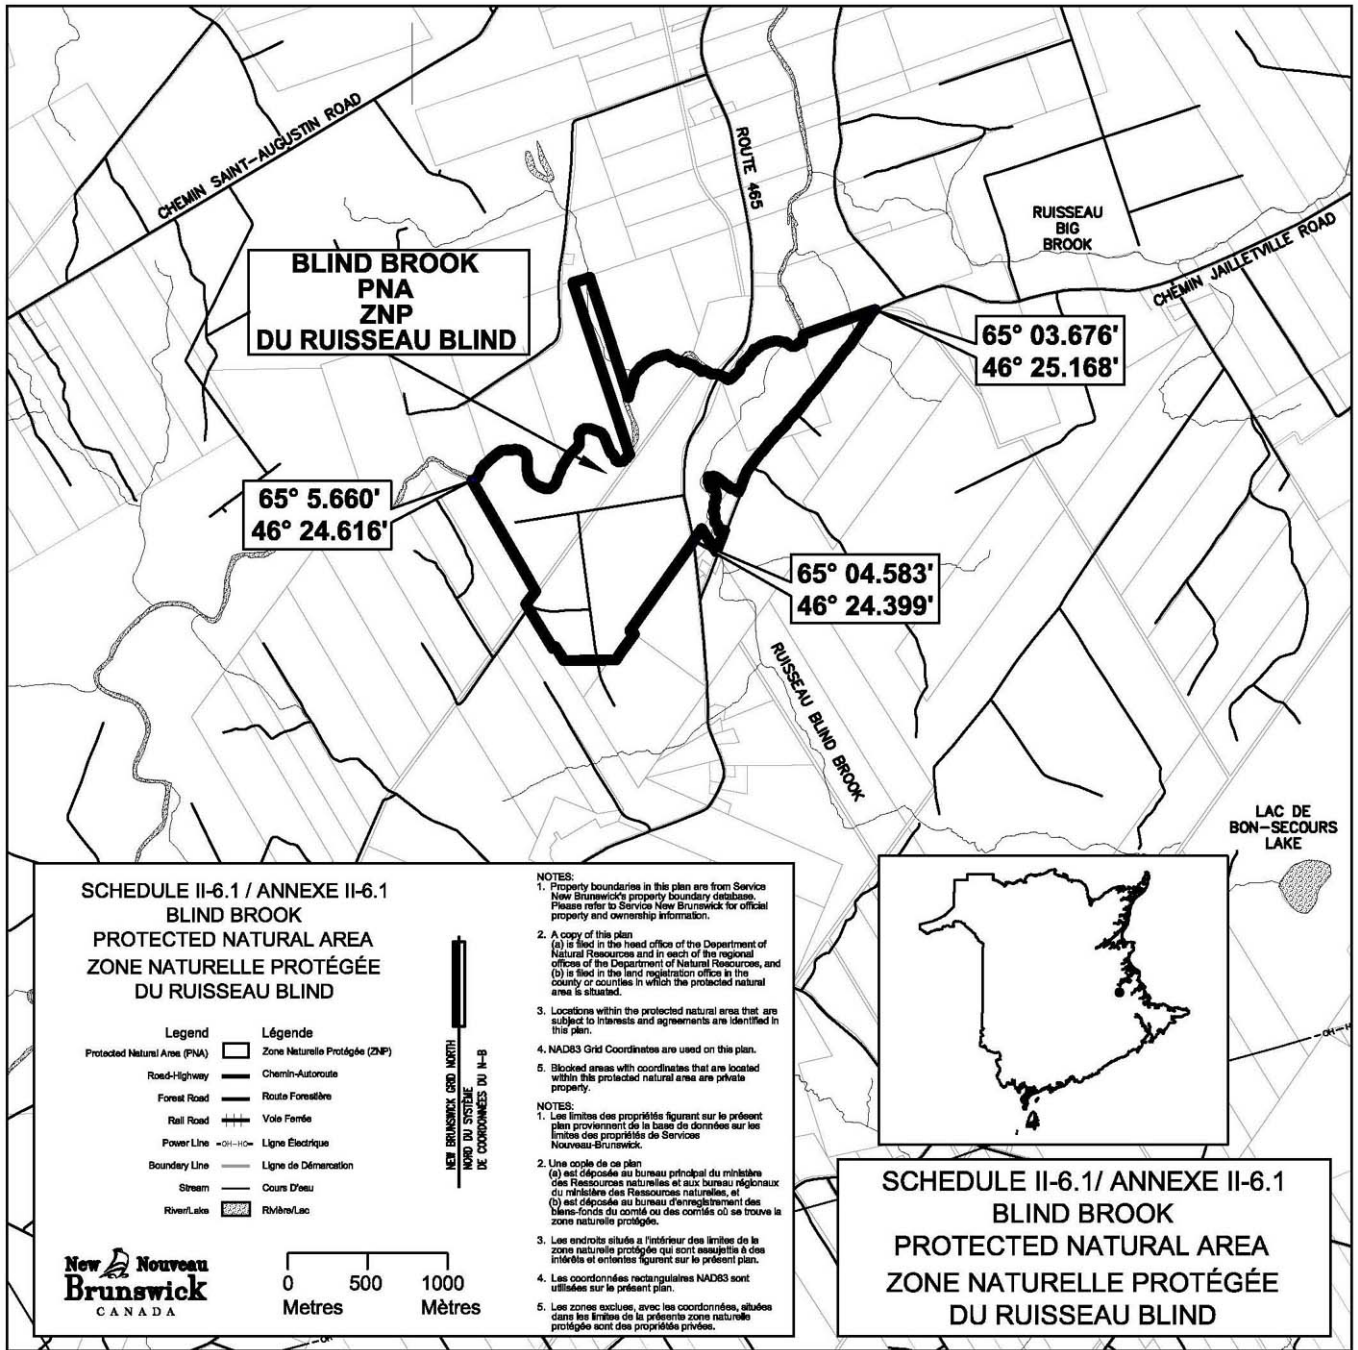 CHEMIN SAINT-AUGUSTIN ROAD
ROUTE 465
RUISSEAU
BIG
BROOK
CHEMIN JAILLETVILLE ROAD
BLIND BROOK
PNA
ZNP
DU RUISSEAU BLIND
65° 03.676'
46° 25.168'
65° 5.660'
46° 24.616'
65° 04.583'
46° 24.399'
RUISSEAU BLIND BROOK
LAC DE
BON-SECOURS
LAKE
SCHEDULE II-6.1 / ANNEXE II-6.1
BLIND BROOK
PROTECTED NATURAL AREA
ZONE NATURELLE PROTÉGÉE
DU RUISSEAU BLIND
Legend Légende
Protected Natural Area (PNA) Zone Naturelle Protégée (ZNP)
Road-Highway Chemin-Autoroute
Forest Road Route Forestière
Rail Road Voie Ferrée
Power Line -OH-HO- Ligne Électrique
Boundary Line Ligne de Démarcation
Stream Cours D'eau
River/Lake Rivière/Lac
NEW BRUNSWICK GRID NORTH
NORD DU SYSTÈME
DE COORDONNÉES DU N-B
New Nouveau
Brunswick
CANADA
0 500 1000
Metres Mètres
NOTES:
1. Property boundaries in this plan are from Service
New Brunswick's property boundary database.
Please refer to Service New Brunswick for official
property and ownership information.
2. A copy of this plan
(a) is filed in the head office of the Department of
Natural Resources and in each of the regional
offices of the Department of Natural Resources, and
(b) is filed in the land registration office in the
county or counties in which the protected natural
area is situated.
3. Locations within the protected natural area that are
subject to interests and agreements are identified in
this plan.
4. NAD83 Grid Coordinates are used on this plan.
5. Blocked areas with coordinates that are located
within this protected natural area are private
property.
NOTES:
1. Les limites des propriétés figurant sur le présent
plan proviennent de la base de données sur les
limites des propriétés de Services
Nouveau-Brunswick.
2. Une copie de ce plan
(a) est déposée au bureau principal du ministère
des Ressources naturelles et aux bureau régionaux
du ministère des Ressources naturelles, et
(b) est déposée au bureau d'enregistrement des
biens-fonds du comté ou des comtés où se trouve la
zone naturelle protégée.
3. Les endroits situés a l'intérieur des limites de la
zone naturelle protégée qui sont assujettis à des
intérêts et ententes figurent sur le présent plan.
4. Les coordonnées rectangulaires NAD83 sont
utilisées sur le présent plan.
5. Les zones exclues, avec les coordonnées, situées
dans les limites de la présente zone naturelle
protégée sont des propriétés privées.
SCHEDULE II-6.1/ ANNEXE II-6.1
BLIND BROOK
PROTECTED NATURAL AREA
ZONE NATURELLE PROTÉGÉE
DU RUISSEAU BLIND